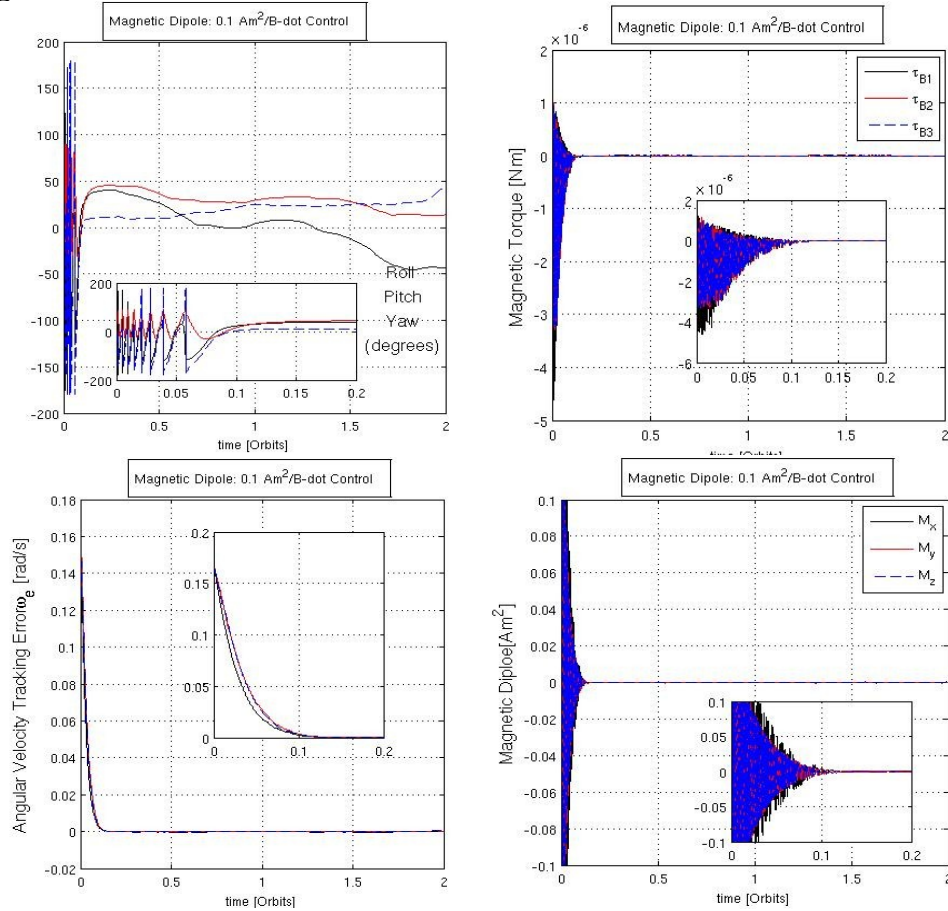 Magnetic Dipole: 0.1 Am²/B-dot Control
200
150
100
50
0
-50
-100
-150
-200
Roll
Pitch
Yaw
(degrees)
200
0
-200
0 0.05 0.1 0.15 0.2
0 0.5 1 1.5 2
time [Orbits]
Magnetic Dipole: 0.1 Am²/B-dot Control
× 10⁻⁶
2
1
0
-1
-2
-3
-4
-5
Magnetic Torque [Nm]
τB1
τB2
τB3
× 10⁻⁶
2
0
-2
-4
-6
0 0.05 0.1 0.15 0.2
0 0.5 1 1.5 2
time [Orbits]
Magnetic Dipole: 0.1 Am²/B-dot Control
0.18
0.16
0.14
0.12
0.1
0.08
0.06
0.04
0.02
0
-0.02
Angular Velocity Tracking Errorωe [rad/s]
0.2
0.15
0.1
0.05
0
0 0.1 0.2
0 0.5 1 1.5 2
time [Orbits]
Magnetic Dipole: 0.1 Am²/B-dot Control
0.1
0.08
0.06
0.04
0.02
0
-0.02
-0.04
-0.06
-0.08
-0.1
Magnetic Diploe[Am²]
Mx
My
Mz
0.1
0.05
0
-0.05
-0.1
0 0.1 0.2
0 0.5 1 1.5 2
time [Orbits]